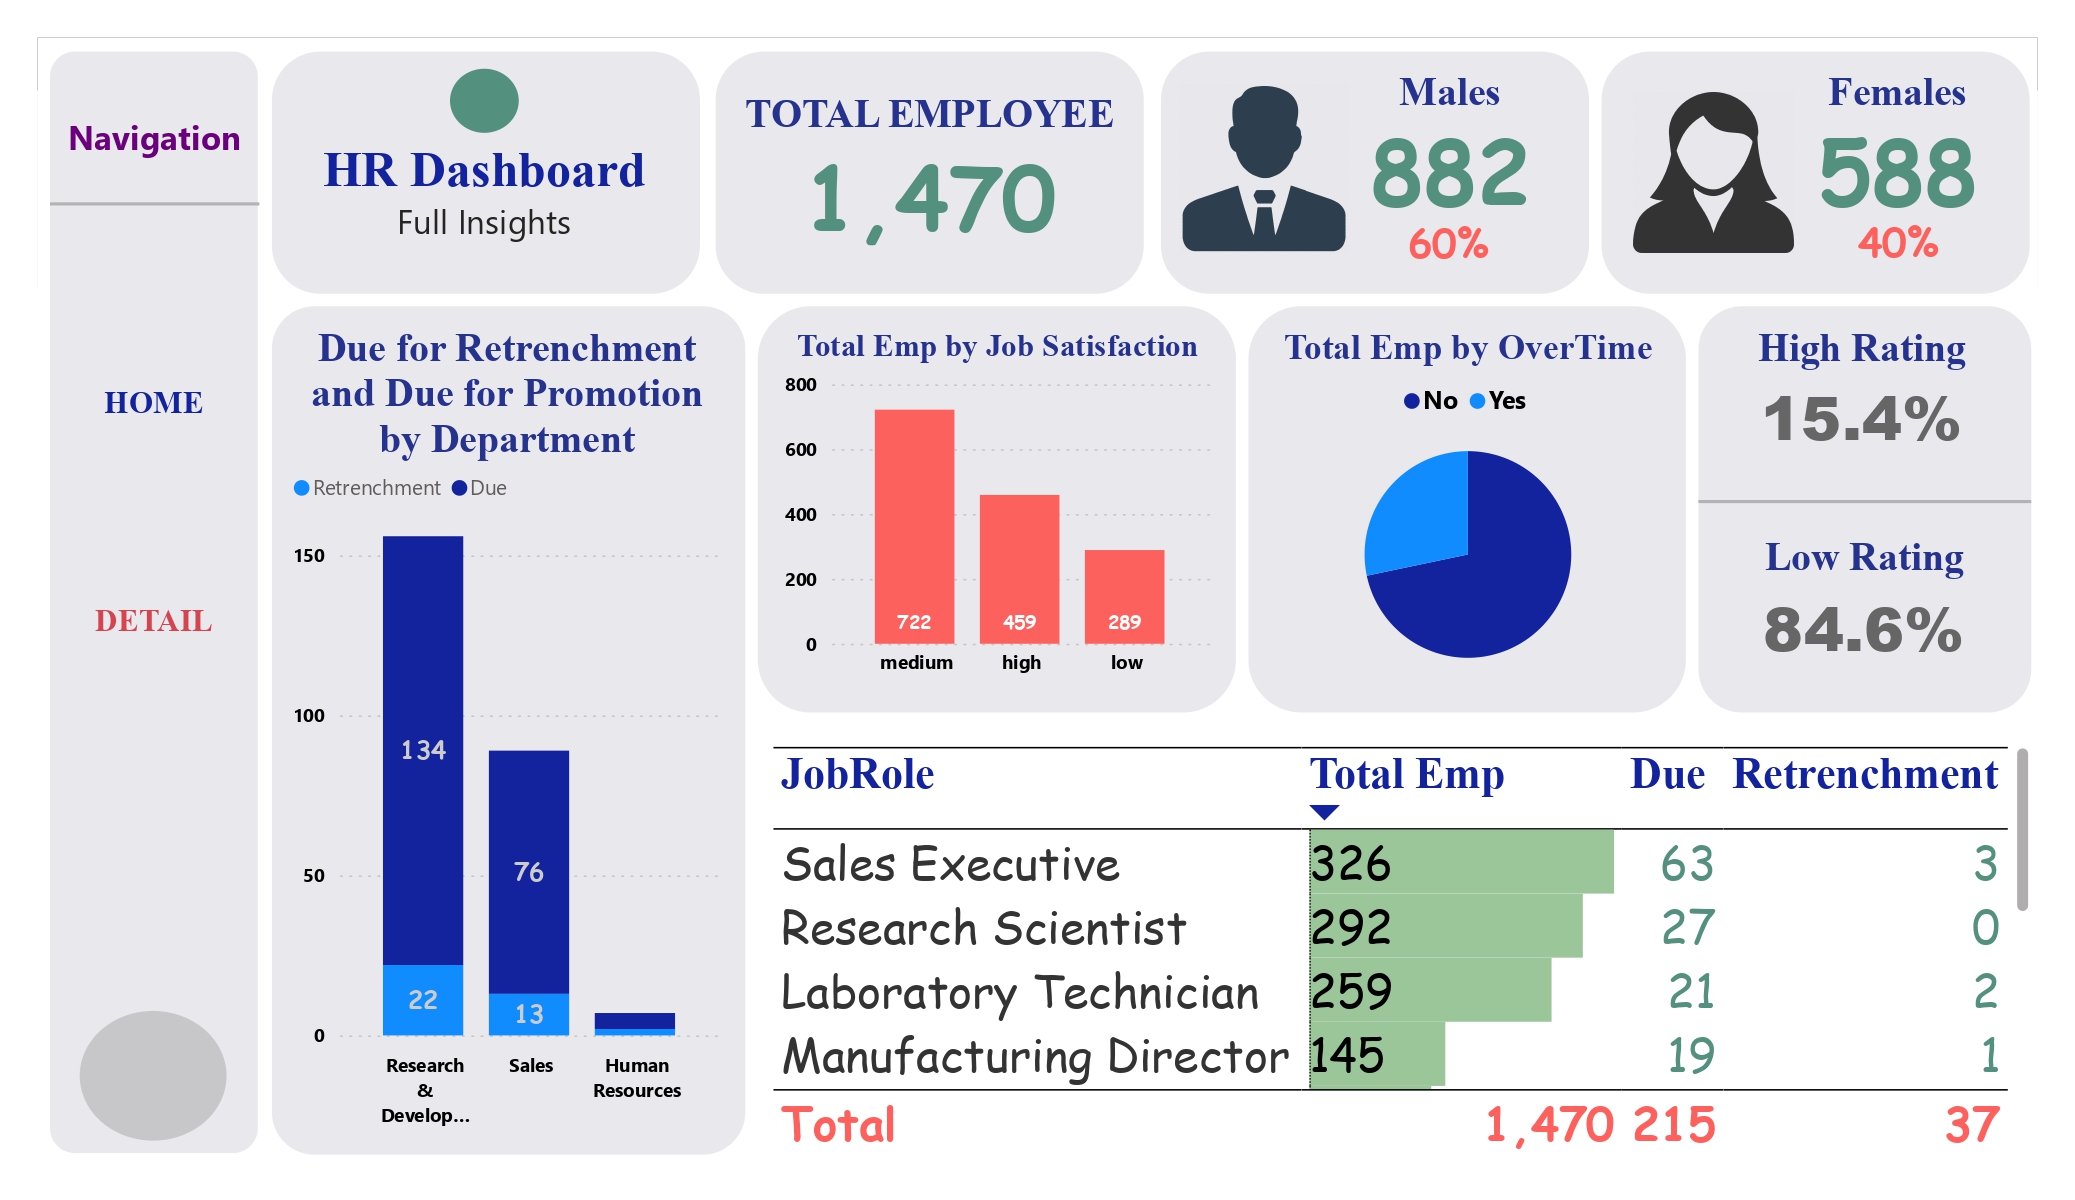 Navigation
HOME
DETAIL
HR Dashboard
Full Insights
TOTAL EMPLOYEE
1,470
Males
882
60%
Females
588
40%
Due for Retrenchment
and Due for Promotion
by Department
Retrenchment Due
150
100
50
0
134
22
76
13
Research
&
Develop...
Sales
Human
Resources
Total Emp by Job Satisfaction
800
600
400
200
0
722
459
289
medium
high
low
Total Emp by OverTime
No Yes
High Rating
15.4%
Low Rating
84.6%
JobRole Total Emp Due Retrenchment
Sales Executive 326 63 3
Research Scientist 292 27 0
Laboratory Technician 259 21 2
Manufacturing Director 145 19 1
Total 1,470 215 37